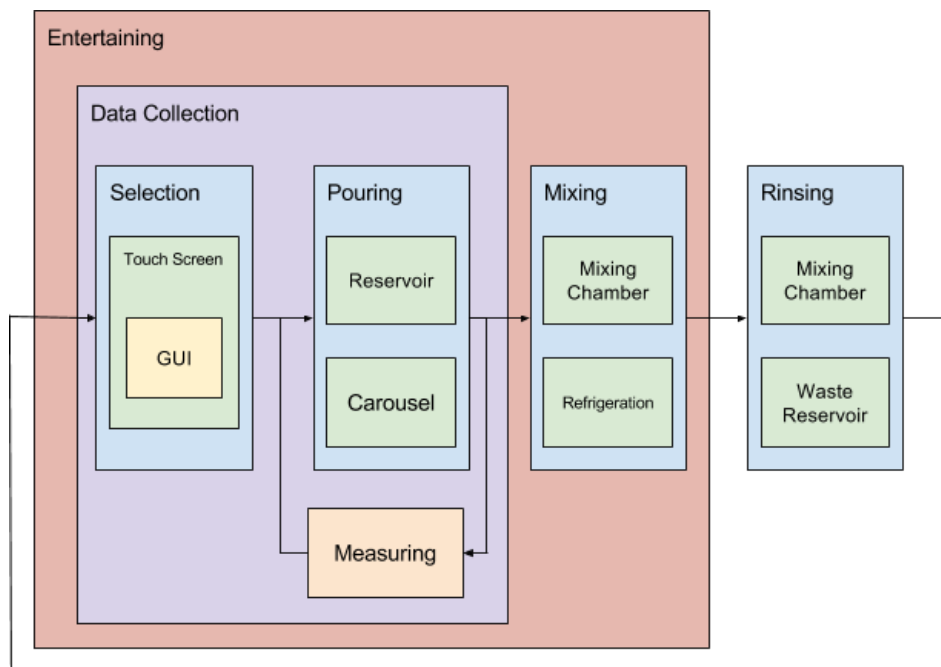 Entertaining
Data Collection
Selection
Touch Screen
GUI
Pouring
Reservoir
Carousel
Measuring
Mixing
Mixing
Chamber
Refrigeration
Rinsing
Mixing
Chamber
Waste
Reservoir